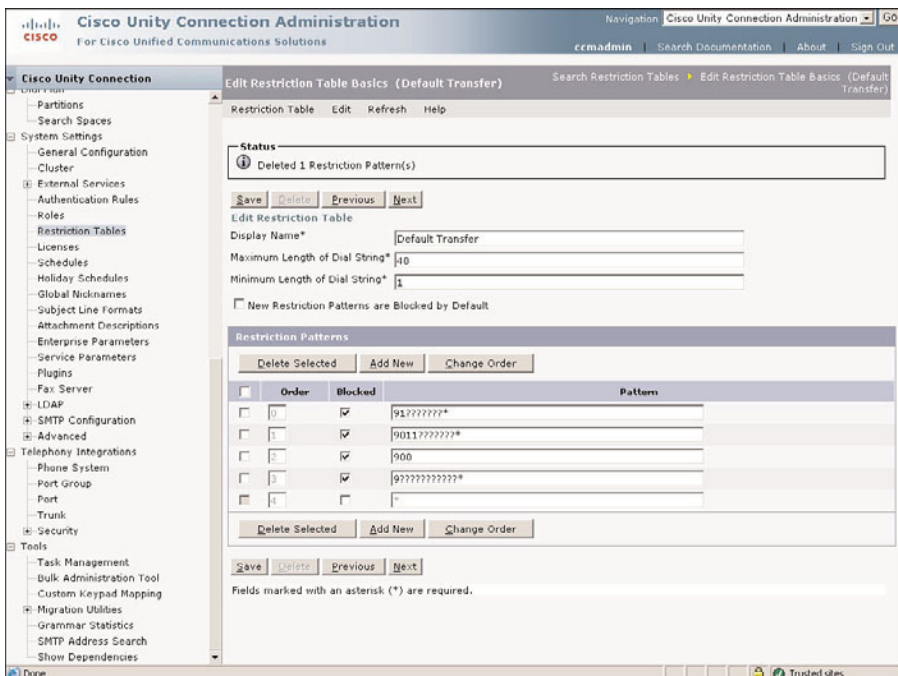 Cisco Unity Connection Administration
For Cisco Unified Communications Solutions
CISCO
Navigation Cisco Unity Connection Administration GO
ccmadmin | Search Documentation | About | Sign Out
Cisco Unity Connection
Dial Plan
Partitions
Search Spaces
System Settings
General Configuration
Cluster
External Services
Authentication Rules
Roles
Restriction Tables
Licenses
Schedules
Holiday Schedules
Global Nicknames
Subject Line Formats
Attachment Descriptions
Enterprise Parameters
Service Parameters
Plugins
Fax Server
LDAP
SMTP Configuration
Advanced
Telephony Integrations
Phone System
Port Group
Port
Trunk
Security
Tools
Task Management
Bulk Administration Tool
Custom Keypad Mapping
Migration Utilities
Grammar Statistics
SMTP Address Search
Show Dependencies
Edit Restriction Table Basics (Default Transfer)
Search Restriction Tables Edit Restriction Table Basics (Default
Transfer)
Restriction Table Edit Refresh Help
Status
Deleted 1 Restriction Pattern(s)
Save Delete Previous Next
Edit Restriction Table
Display Name* Default Transfer
Maximum Length of Dial String* 40
Minimum Length of Dial String* 1
New Restriction Patterns are Blocked by Default
Restriction Patterns
Delete Selected Add New Change Order
Order Blocked Pattern
0 91???????*
1 9011???????*
2 900
3 9???????????*
4 *
Delete Selected Add New Change Order
Save Delete Previous Next
Fields marked with an asterisk (*) are required.
Done Trusted sites